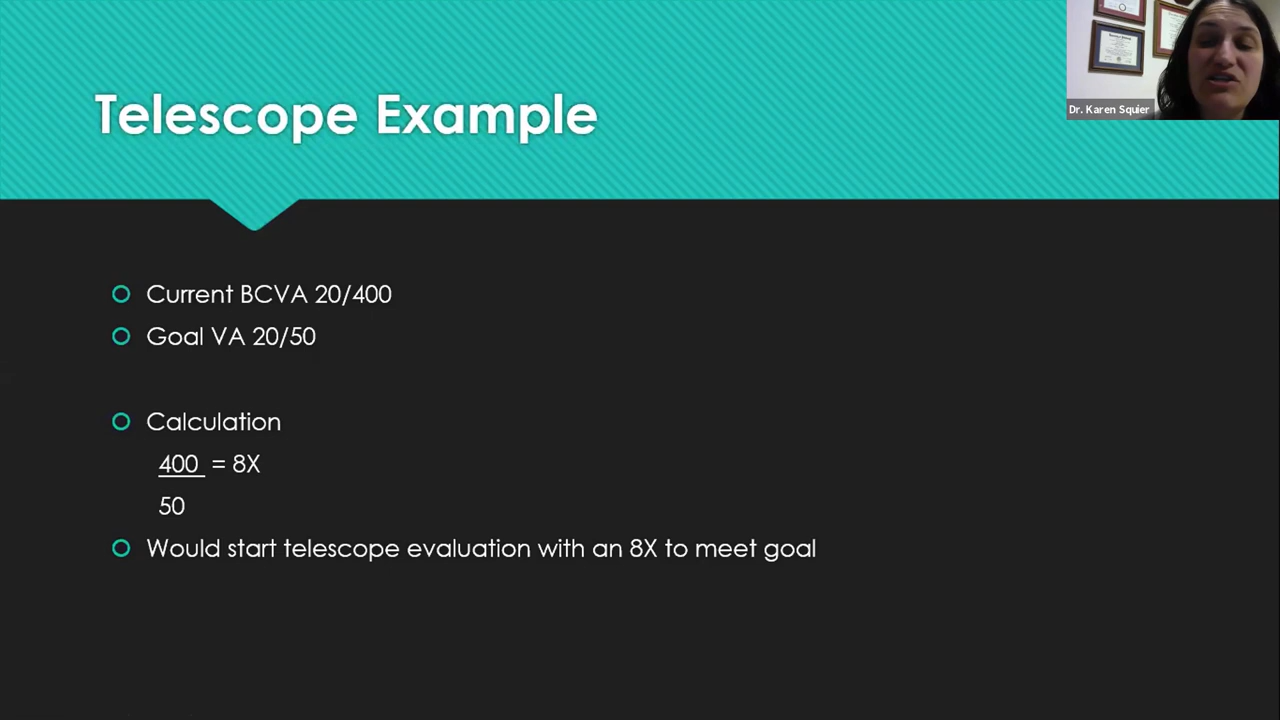 Telescope Example
Dr. Karen Squier
Current BCVA 20/400
Goal VA 20/50
Calculation
400 = 8X
50
Would start telescope evaluation with an 8X to meet goal